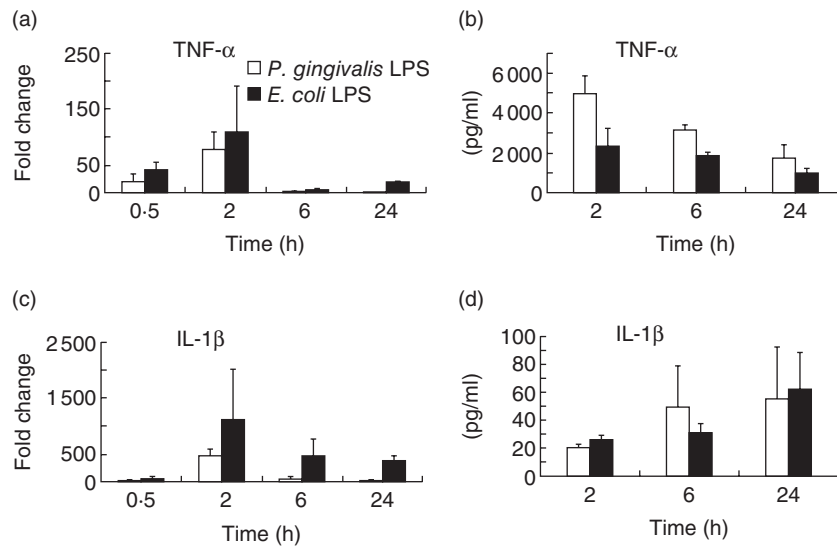 (a)
TNF-α
Fold change
250
150
50
0
P. gingivalis LPS
E. coli LPS
0·5 2 6 24
Time (h)
(b)
TNF-α
(pg/ml)
6 000
4 000
2 000
0
2 6 24
Time (h)
(c)
IL-1β
Fold change
2 500
1500
500
0
0·5 2 6 24
Time (h)
(d)
IL-1β
(pg/ml)
100
80
60
40
20
0
2 6 24
Time (h)